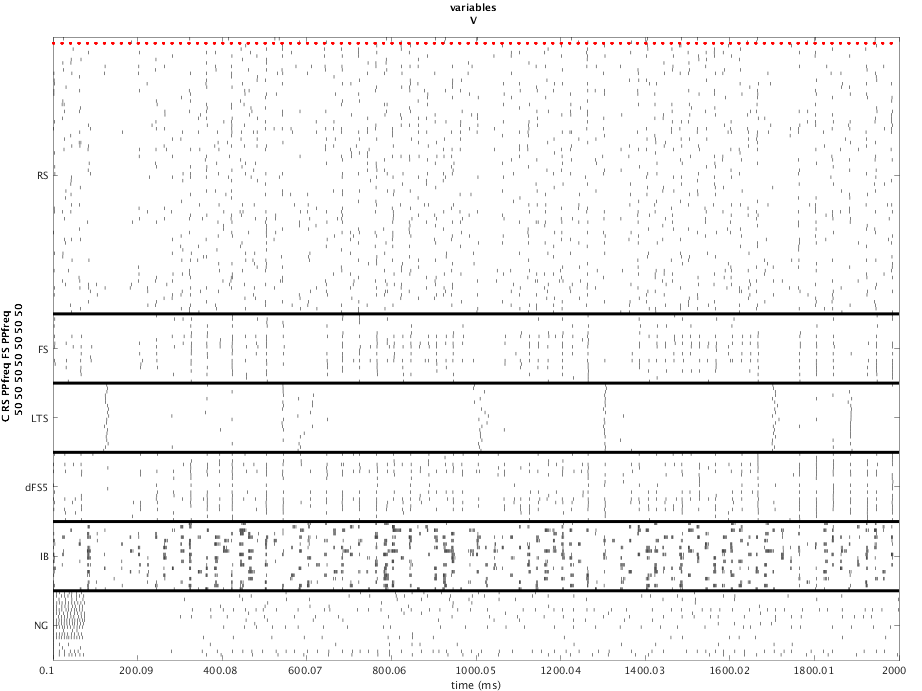 variables
V
C RS PPfreq FS PPfreq
50 50 50 50 50 50 50 50
RS
FS
LTS
dFS5
IB
NG
0.1 200.09 400.08 600.07 800.06 1000.05 1200.04 1400.03 1600.02 1800.01 2000
time (ms)